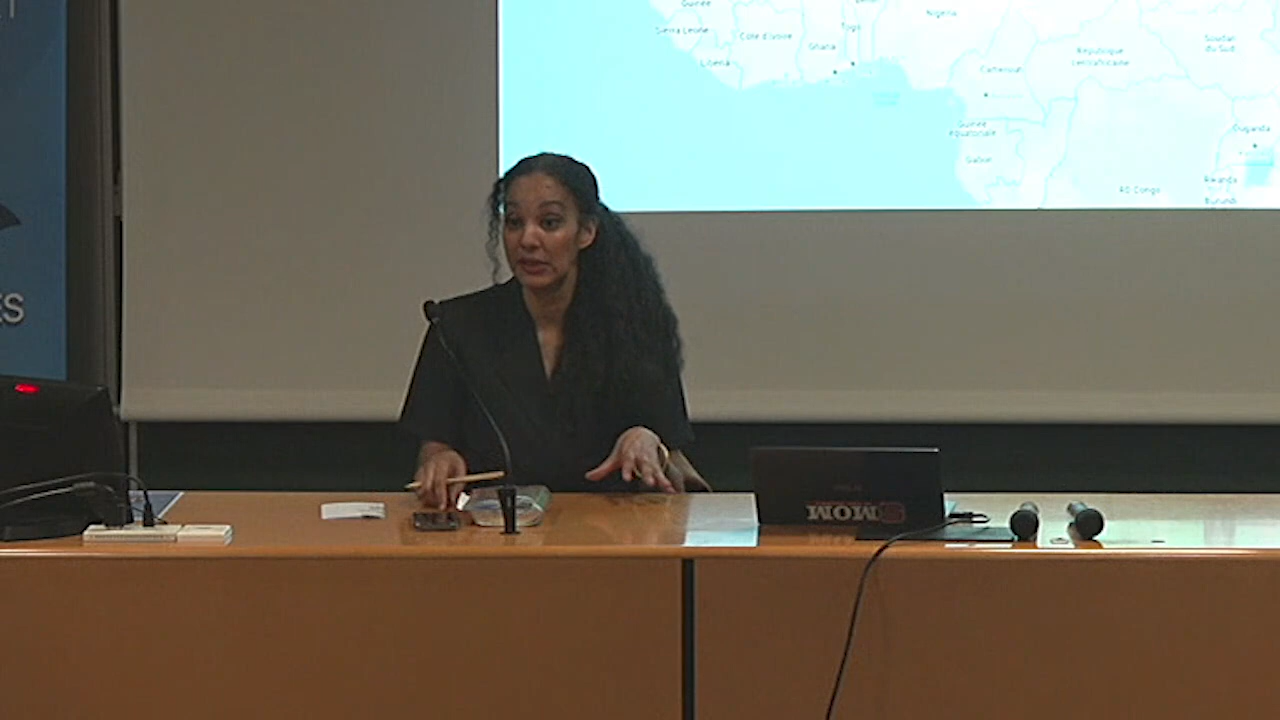 ES
Guinée
Sierra Leone
Côte d'Ivoire
Liberia
Ghana
Togo
Nigeria
Cameroun
République
centrafricaine
Soudan
du Sud
Guinée
équatoriale
Gabon
RD Congo
Ouganda
Rwanda
Burundi
MOM